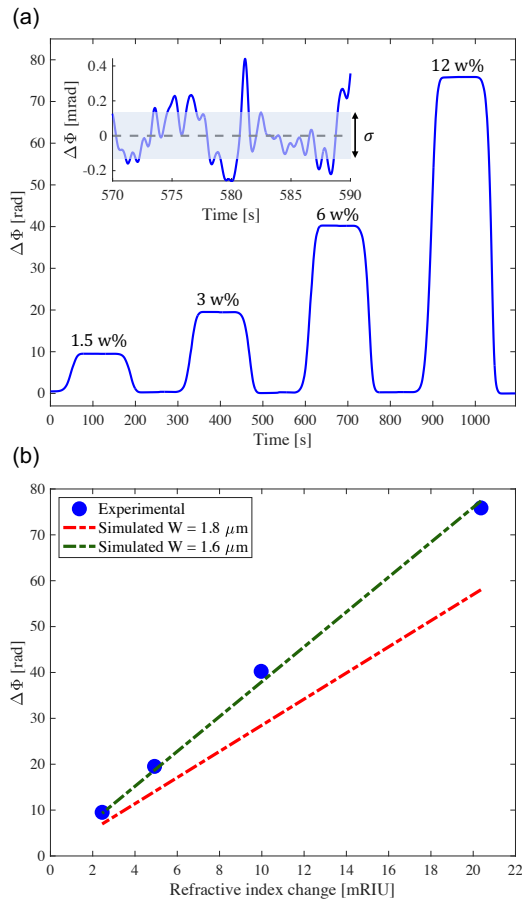 (a)
80
70
60
50
40
30
20
10
0
ΔΦ [rad]
0 100 200 300 400 500 600 700 800 900 1000
Time [s]
1.5 w%
3 w%
6 w%
12 w%
0.4
0.2
0
-0.2
ΔΦ [mrad]
570 575 580 585 590
Time [s]
σ
(b)
80
70
60
50
40
30
20
10
0
ΔΦ [rad]
Experimental
Simulated W = 1.8 μm
Simulated W = 1.6 μm
0 2 4 6 8 10 12 14 16 18 20 22
Refractive index change [mRIU]